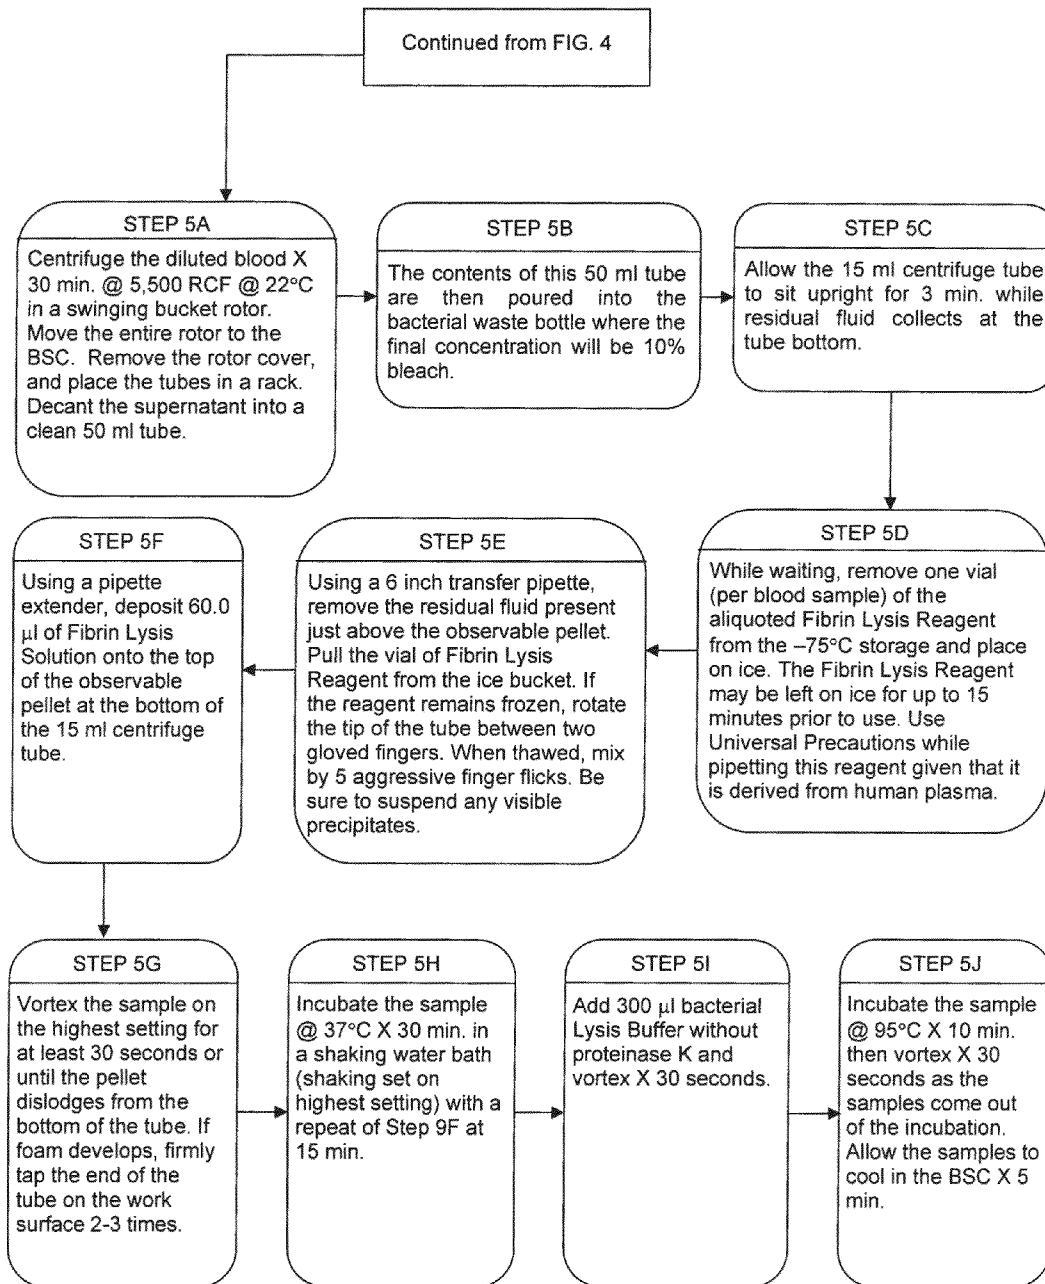 Continued from FIG. 4
STEP 5A
Centrifuge the diluted blood X
30 min. @ 5,500 RCF @ 22°C
in a swinging bucket rotor.
Move the entire rotor to the
BSC. Remove the rotor cover,
and place the tubes in a rack.
Decant the supernatant into a
clean 50 ml tube.
STEP 5B
The contents of this 50 ml tube
are then poured into the
bacterial waste bottle where the
final concentration will be 10%
bleach.
STEP 5C
Allow the 15 ml centrifuge tube
to sit upright for 3 min. while
residual fluid collects at the
tube bottom.
STEP 5D
While waiting, remove one vial
(per blood sample) of the
aliquoted Fibrin Lysis Reagent
from the –75°C storage and place
on ice. The Fibrin Lysis Reagent
may be left on ice for up to 15
minutes prior to use. Use
Universal Precautions while
pipetting this reagent given that it
is derived from human plasma.
STEP 5E
Using a 6 inch transfer pipette,
remove the residual fluid present
just above the observable pellet.
Pull the vial of Fibrin Lysis
Reagent from the ice bucket. If
the reagent remains frozen, rotate
the tip of the tube between two
gloved fingers. When thawed, mix
by 5 aggressive finger flicks. Be
sure to suspend any visible
precipitates.
STEP 5F
Using a pipette
extender, deposit 60.0
µl of Fibrin Lysis
Solution onto the top
of the observable
pellet at the bottom of
the 15 ml centrifuge
tube.
STEP 5G
Vortex the sample on
the highest setting for
at least 30 seconds or
until the pellet
dislodges from the
bottom of the tube. If
foam develops, firmly
tap the end of the
tube on the work
surface 2-3 times.
STEP 5H
Incubate the sample
@ 37°C X 30 min. in
a shaking water bath
(shaking set on
highest setting) with a
repeat of Step 9F at
15 min.
STEP 5I
Add 300 µl bacterial
Lysis Buffer without
proteinase K and
vortex X 30 seconds.
STEP 5J
Incubate the sample
@ 95°C X 10 min.
then vortex X 30
seconds as the
samples come out
of the incubation.
Allow the samples to
cool in the BSC X 5
min.